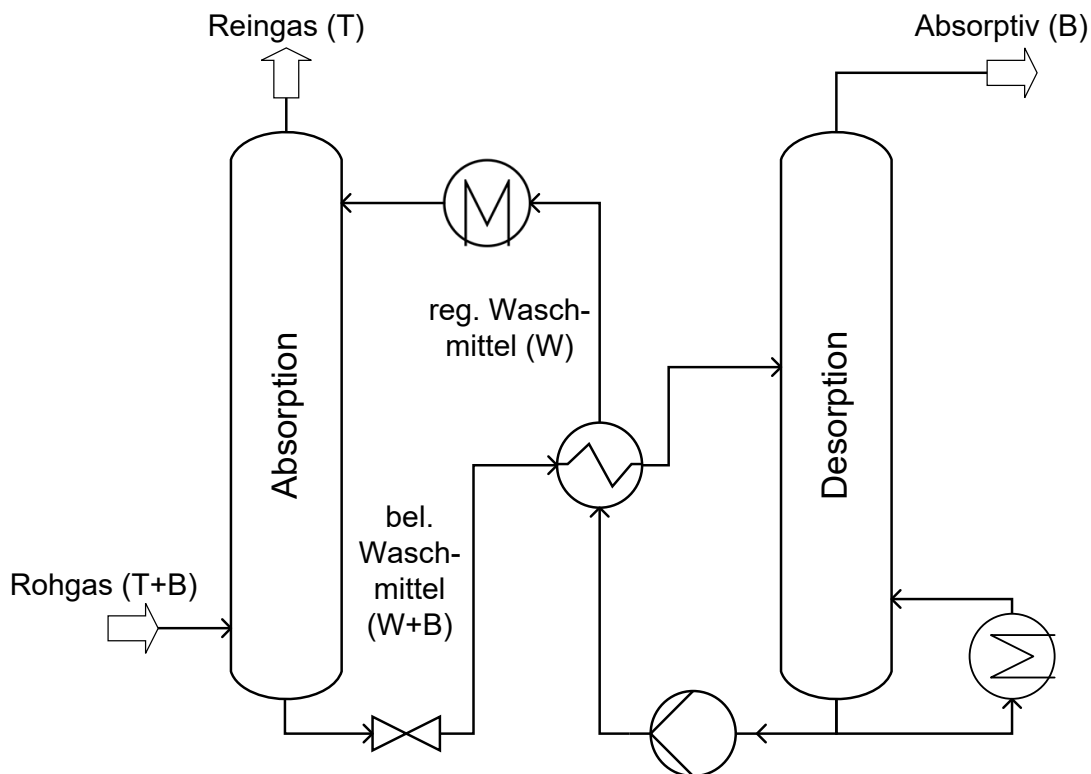 Reingas (T)
Absorptiv (B)
reg. Wasch-
mittel (W)
Absorption
Desorption
bel.
Wasch-
mittel
(W+B)
Rohgas (T+B)